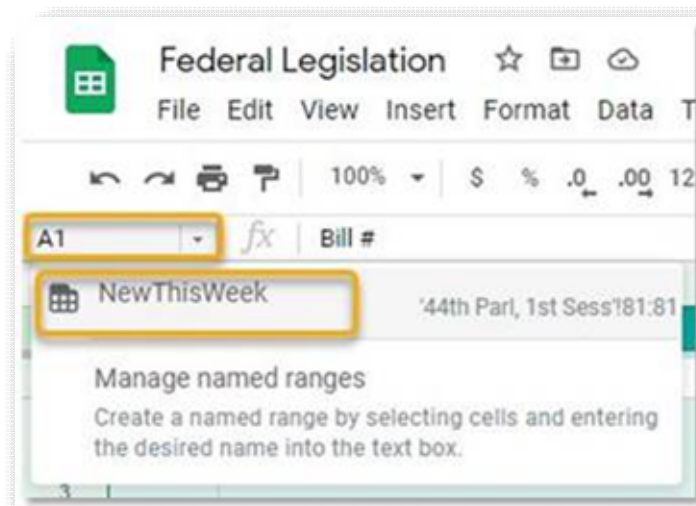 Federal Legislation
File Edit View Insert Format Data T
100% $ % .0 .00 12
A1 fx Bill #
NewThisWeek '44th Parl, 1st Sess'!81:81
Manage named ranges
Create a named range by selecting cells and entering
the desired name into the text box.
3